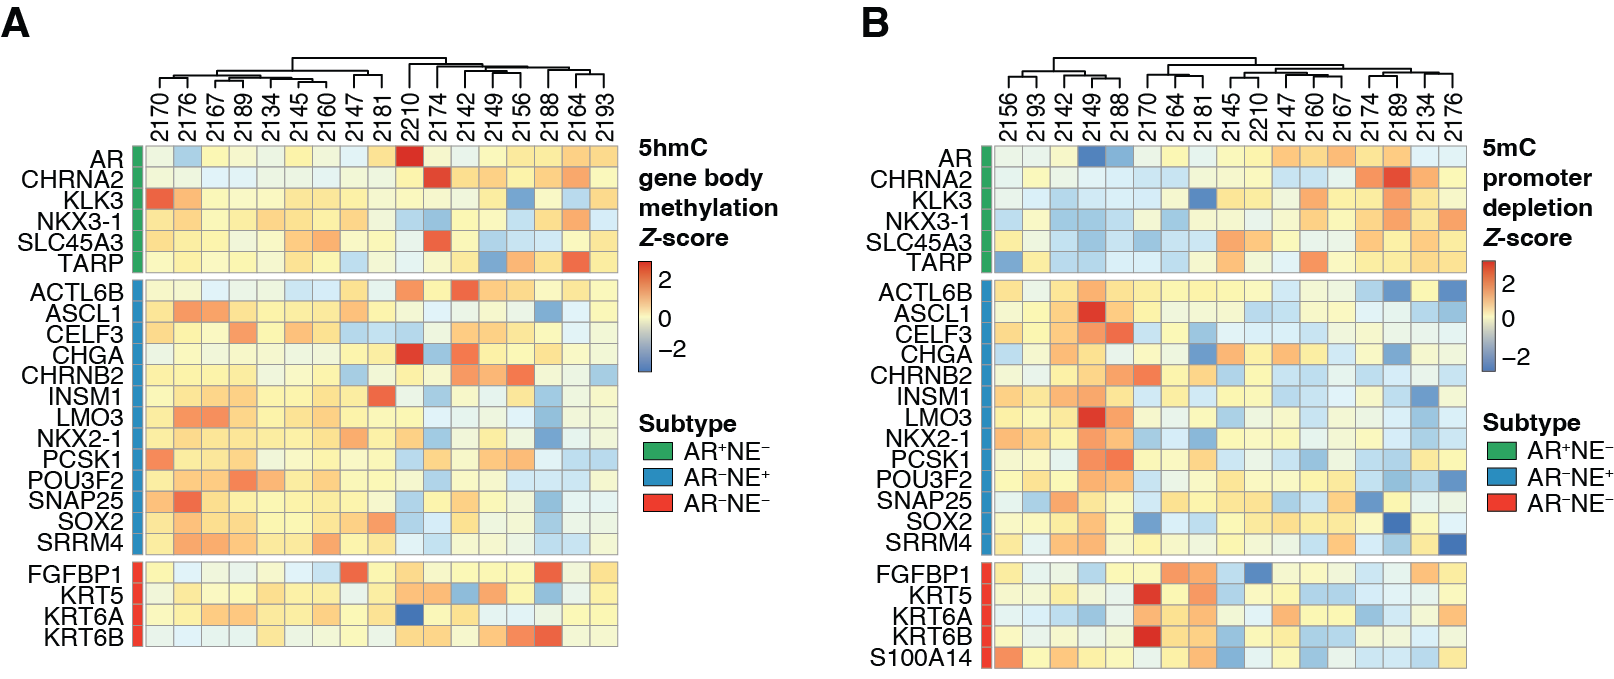 A
2170 2176 2167 2189 2134 2145 2160 2147 2181 2210 2174 2142 2149 2156 2188 2164 2193
AR
CHRNA2
KLK3
NKX3-1
SLC45A3
TARP
ACTL6B
ASCL1
CELF3
CHGA
CHRNB2
INSM1
LMO3
NKX2-1
PCSK1
POU3F2
SNAP25
SOX2
SRRM4
FGFBP1
KRT5
KRT6A
KRT6B
5hmC
gene body
methylation
Z-score
2
0
−2
Subtype
AR⁺NE⁻
AR⁻NE⁺
AR⁻NE⁻
B
2156 2193 2142 2149 2188 2170 2164 2181 2145 2210 2147 2160 2167 2174 2189 2134 2176
AR
CHRNA2
KLK3
NKX3-1
SLC45A3
TARP
ACTL6B
ASCL1
CELF3
CHGA
CHRNB2
INSM1
LMO3
NKX2-1
PCSK1
POU3F2
SNAP25
SOX2
SRRM4
FGFBP1
KRT5
KRT6A
KRT6B
S100A14
5mC
promoter
depletion
Z-score
2
0
−2
Subtype
AR⁺NE⁻
AR⁻NE⁺
AR⁻NE⁻